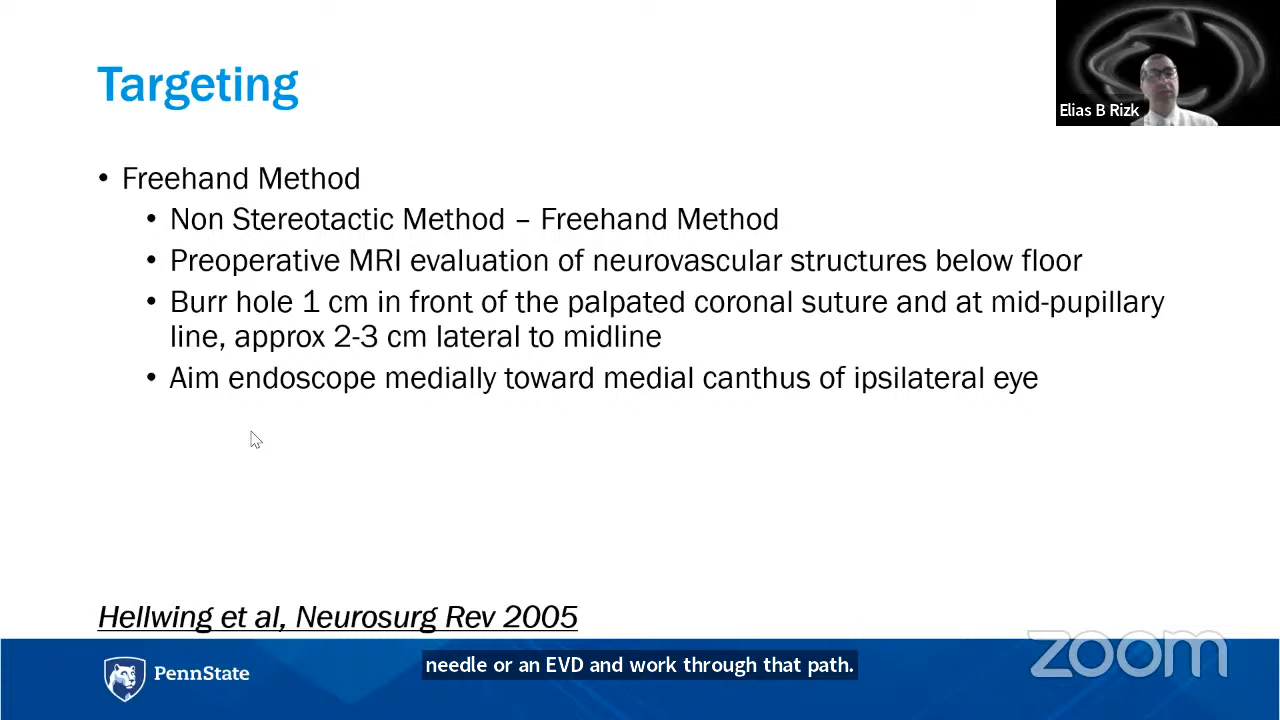 Targeting
Elias B Rizk
• Freehand Method
• Non Stereotactic Method – Freehand Method
• Preoperative MRI evaluation of neurovascular structures below floor
• Burr hole 1 cm in front of the palpated coronal suture and at mid-pupillary
line, approx 2-3 cm lateral to midline
• Aim endoscope medially toward medial canthus of ipsilateral eye
Hellwing et al, Neurosurg Rev 2005
PennState
needle or an EVD and work through that path.
zoom